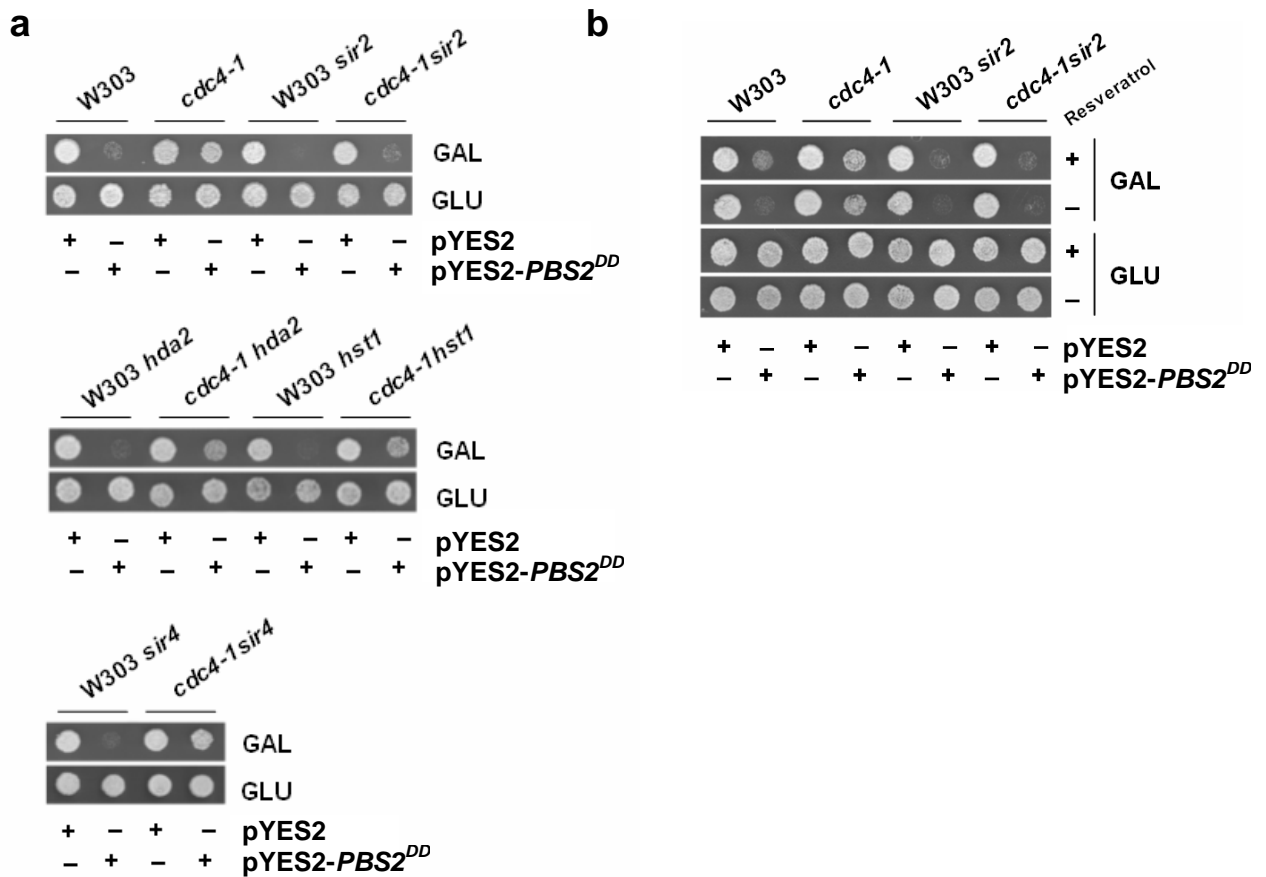 a
W303 cdc4-1 W303 sir2 cdc4-1sir2
GAL
GLU
+ – + – + – + – pYES2
– + – + – + – + pYES2-PBS2DD
W303 hda2 cdc4-1 hda2 W303 hst1 cdc4-1hst1
GAL
GLU
+ – + – + – + – pYES2
– + – + – + – + pYES2-PBS2DD
W303 sir4 cdc4-1sir4
GAL
GLU
+ – + – pYES2
– + – + pYES2-PBS2DD
b
W303 cdc4-1 W303 sir2 cdc4-1sir2 Resveratrol
+
GAL
–
+
GLU
–
+ – + – + – + – pYES2
– + – + – + – + pYES2-PBS2DD